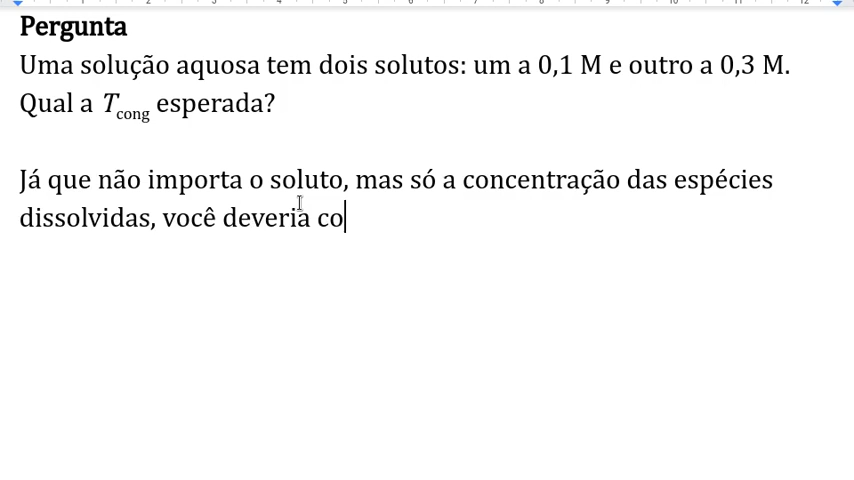 Pergunta
Uma solução aquosa tem dois solutos: um a 0,1 M e outro a 0,3 M.
Qual a Tcong esperada?
Já que não importa o soluto, mas só a concentração das espécies
dissolvidas, você deveria co